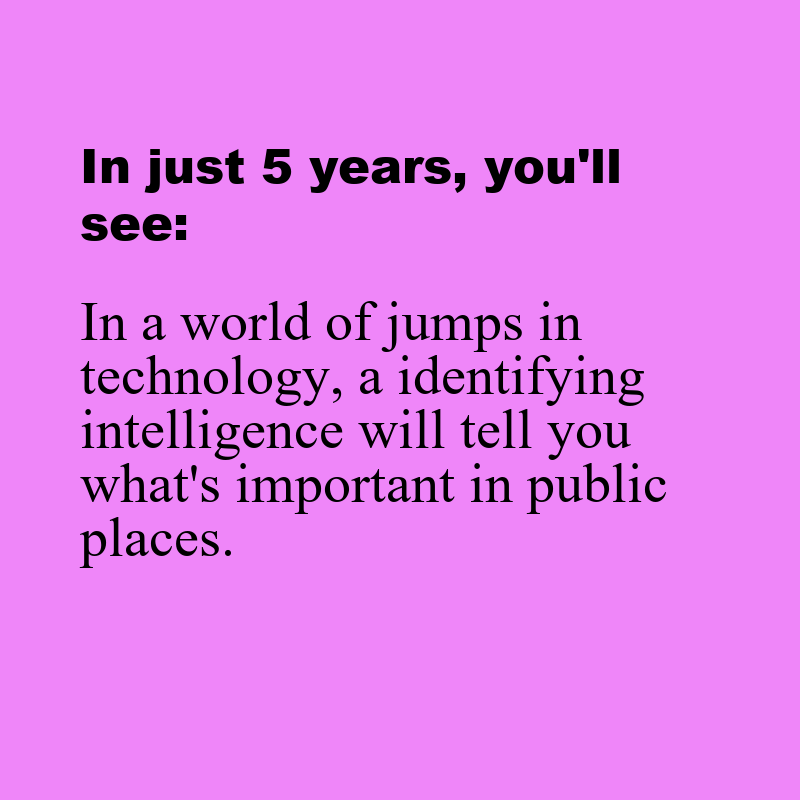 In just 5 years, you'll
see:
In a world of jumps in
technology, a identifying
intelligence will tell you
what's important in public
places.